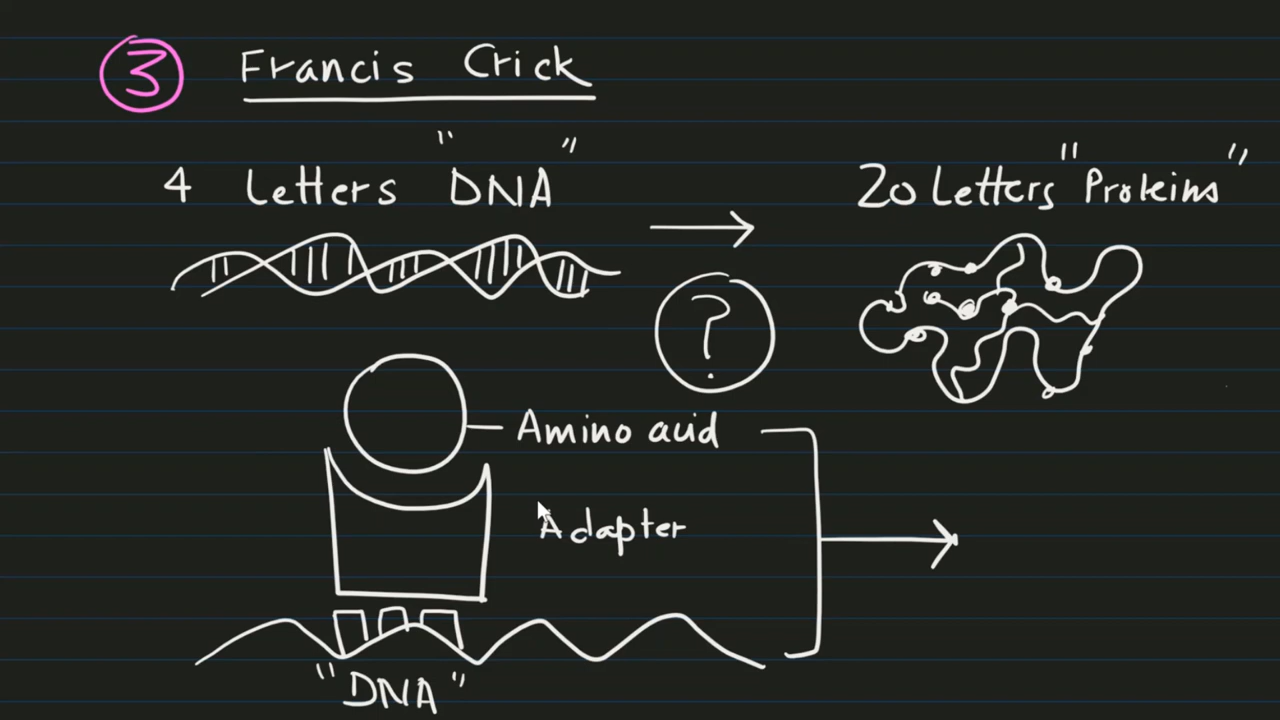 3 Francis Crick
4 Letters "DNA"
20 Letters "Proteins"
?
Amino acid
Adapter
"DNA"